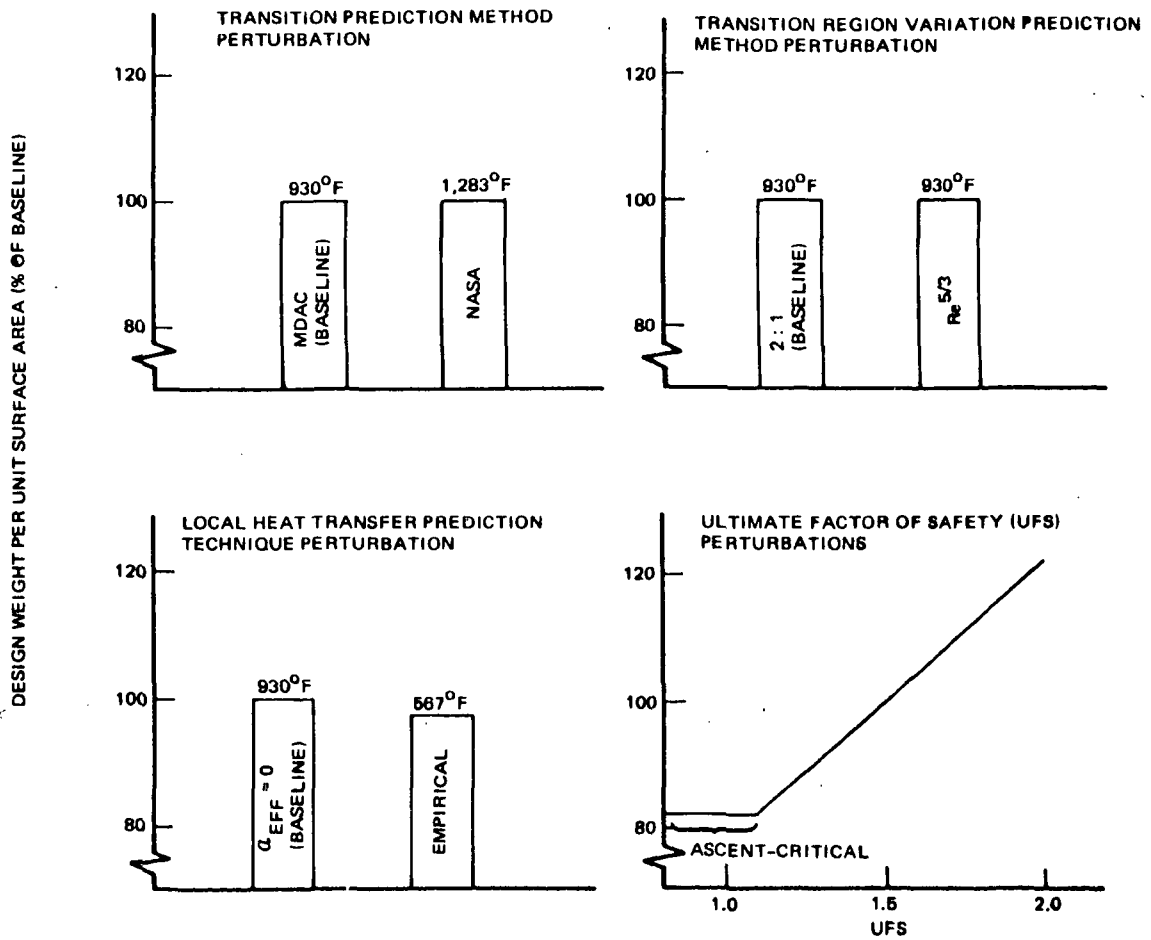 DESIGN WEIGHT PER UNIT SURFACE AREA (% OF BASELINE)
TRANSITION PREDICTION METHOD
PERTURBATION
120
100
80
930°F
1,283°F
MDAC
(BASELINE)
NASA
TRANSITION REGION VARIATION PREDICTION
METHOD PERTURBATION
120
100
80
930°F
930°F
2 : 1
(BASELINE)
Re 5/3
LOCAL HEAT TRANSFER PREDICTION
TECHNIQUE PERTURBATION
120
100
80
930°F
567°F
α EFF = 0
(BASELINE)
EMPIRICAL
ULTIMATE FACTOR OF SAFETY (UFS)
PERTURBATIONS
120
100
80
ASCENT-CRITICAL
1.0
1.5
2.0
UFS